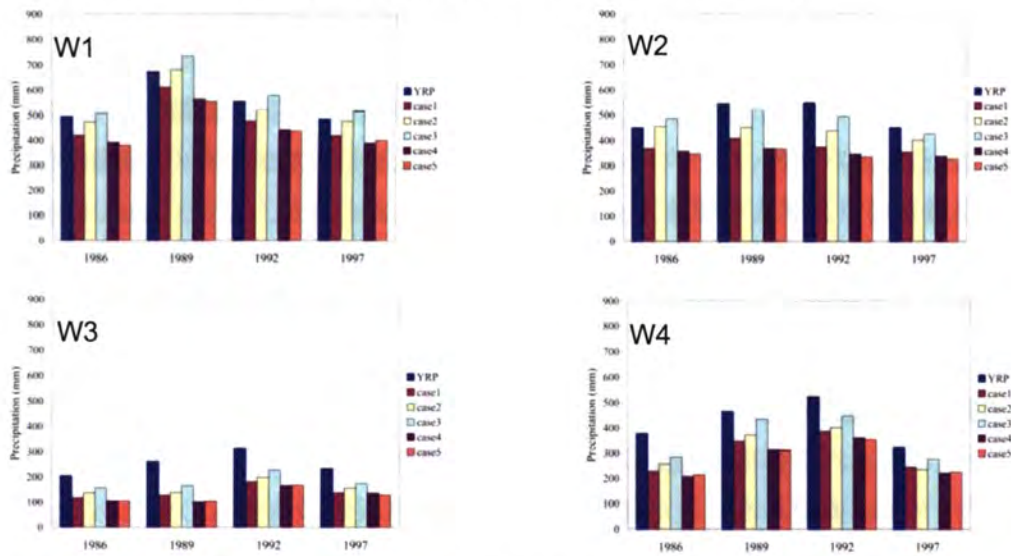 W1
Precipitation (mm)
900
800
700
600
500
400
300
200
100
0
1986 1989 1992 1997
YRP
case1
case2
case3
case4
case5
W2
Precipitation (mm)
900
800
700
600
500
400
300
200
100
0
1986 1989 1992 1997
YRP
case1
case2
case3
case4
case5
W3
Precipitation (mm)
900
800
700
600
500
400
300
200
100
0
1986 1989 1992 1997
YRP
case1
case2
case3
case4
case5
W4
Precipitation (mm)
900
800
700
600
500
400
300
200
100
0
1986 1989 1992 1997
YRP
case1
case2
case3
case4
case5